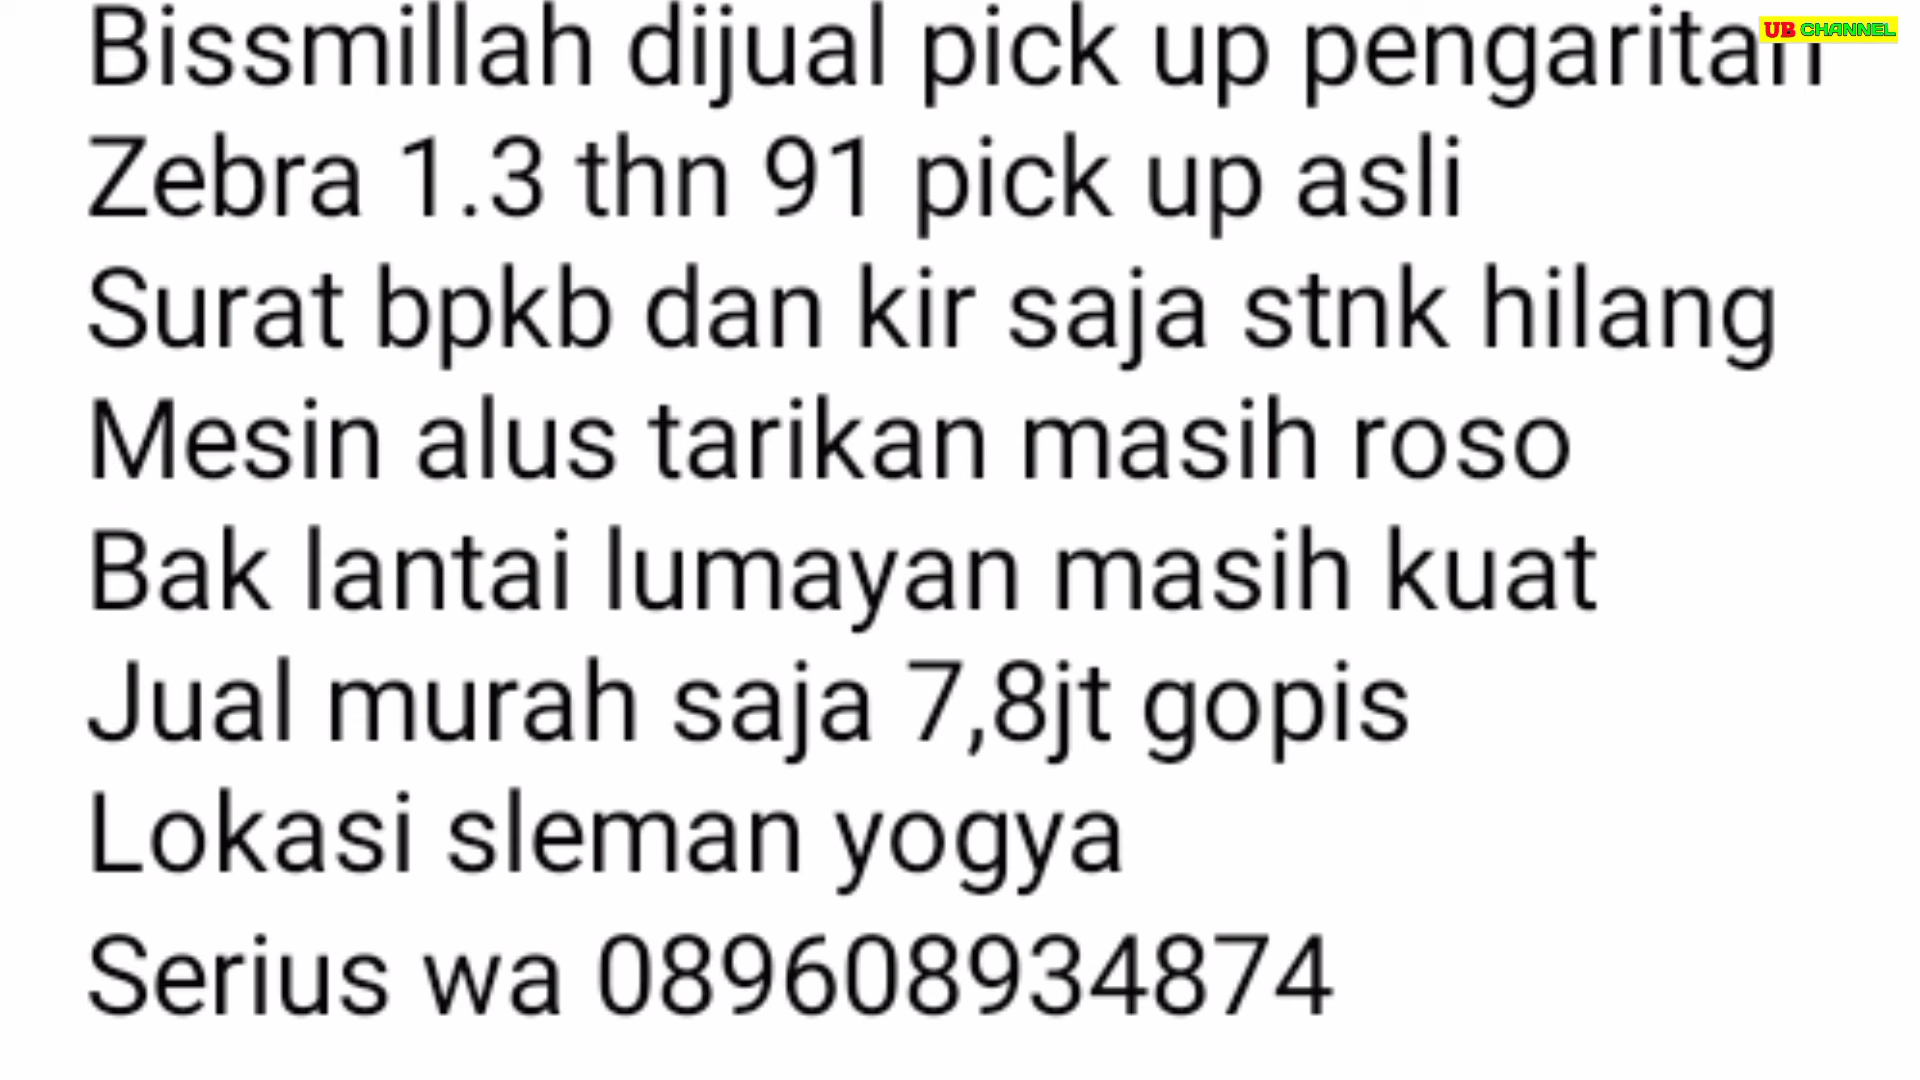 UB CHANNEL
Bissmillah dijual pick up pengaritan
Zebra 1.3 thn 91 pick up asli
Surat bpkb dan kir saja stnk hilang
Mesin alus tarikan masih roso
Bak lantai lumayan masih kuat
Jual murah saja 7,8jt gopis
Lokasi sleman yogya
Serius wa 089608934874